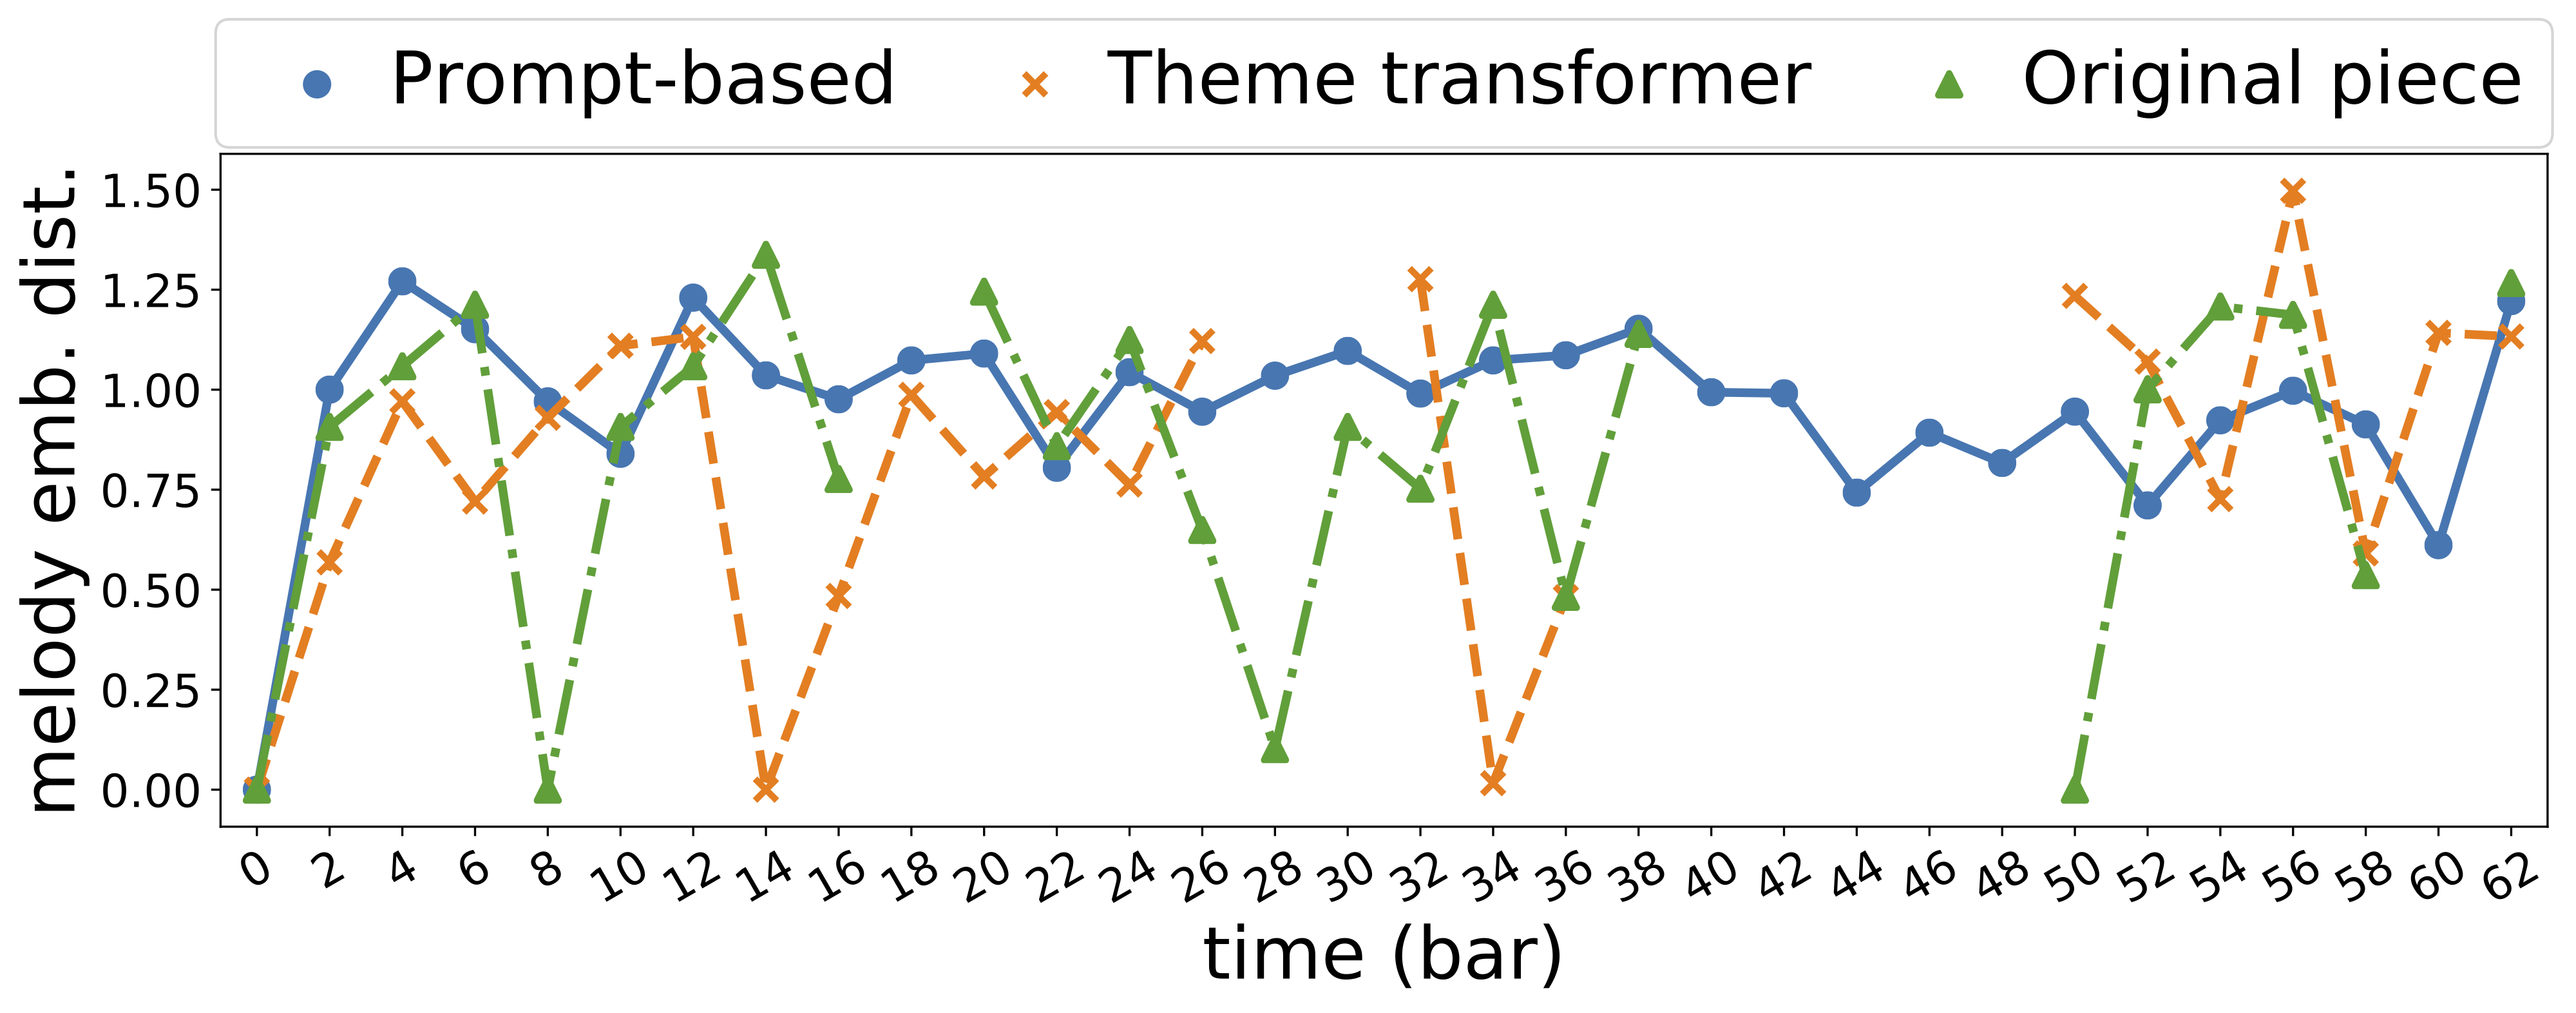 Prompt-based Theme transformer Original piece
melody emb. dist.
1.50
1.25
1.00
0.75
0.50
0.25
0.00
0 2 4 6 8 10 12 14 16 18 20 22 24 26 28 30 32 34 36 38 40 42 44 46 48 50 52 54 56 58 60 62
time (bar)